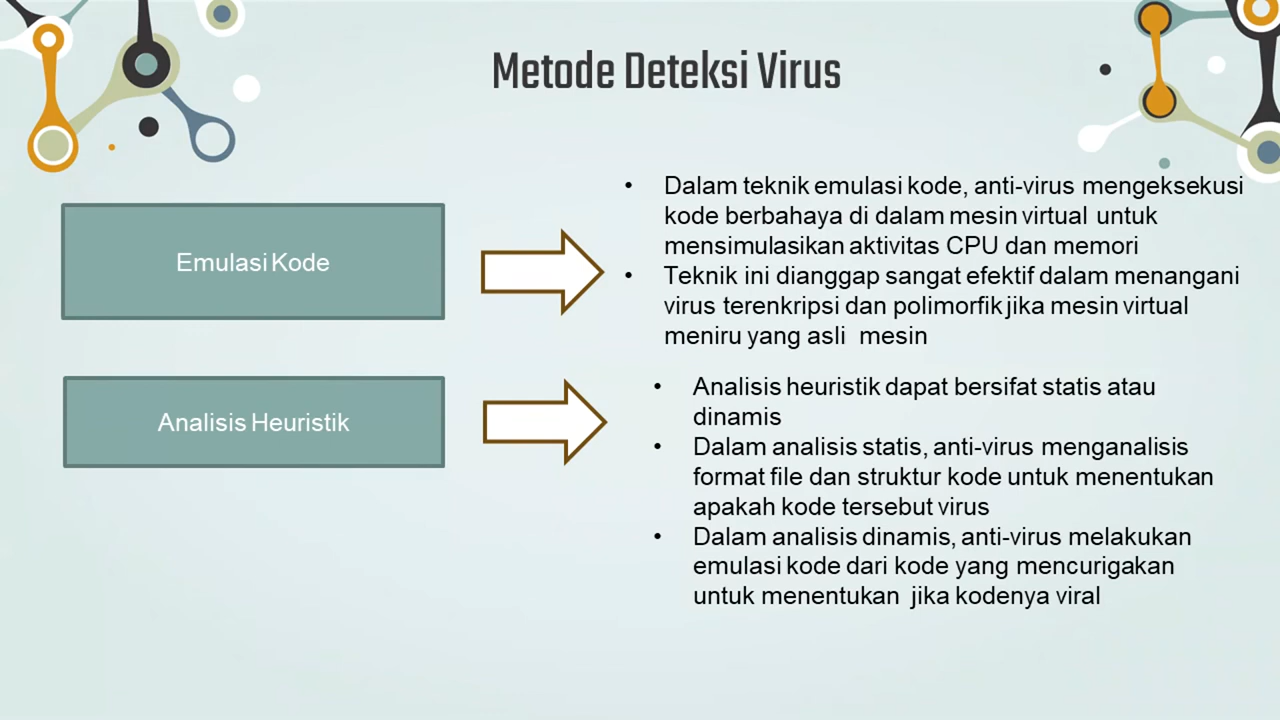 Metode Deteksi Virus
Emulasi Kode
• Dalam teknik emulasi kode, anti-virus mengeksekusi
kode berbahaya di dalam mesin virtual untuk
mensimulasikan aktivitas CPU dan memori
• Teknik ini dianggap sangat efektif dalam menangani
virus terenkripsi dan polimorfik jika mesin virtual
meniru yang asli mesin
Analisis Heuristik
• Analisis heuristik dapat bersifat statis atau
dinamis
• Dalam analisis statis, anti-virus menganalisis
format file dan struktur kode untuk menentukan
apakah kode tersebut virus
• Dalam analisis dinamis, anti-virus melakukan
emulasi kode dari kode yang mencurigakan
untuk menentukan jika kodenya viral